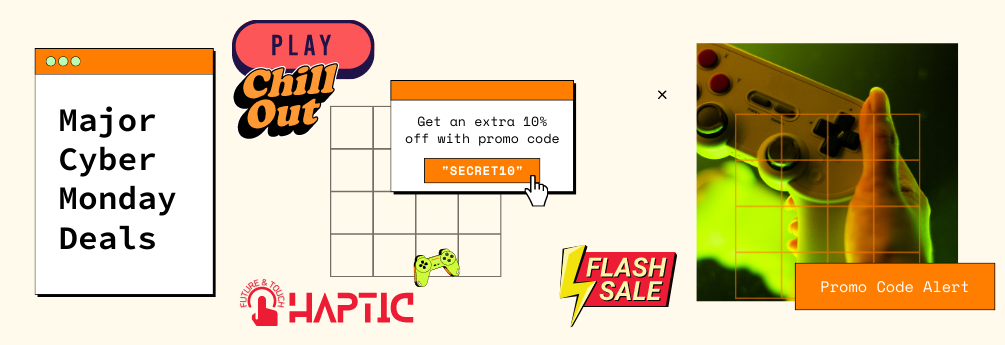 Major
Cyber
Monday
Deals
PLAY
Chill
Out
Get an extra 10%
off with promo code
"SECRET10"
FUTURE & TOUCH
HAPTIC
FLASH
SALE
Promo Code Alert